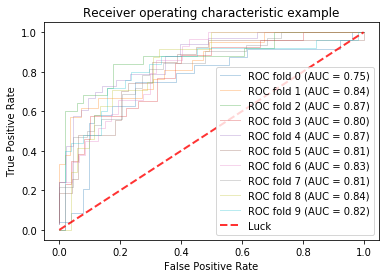 Receiver operating characteristic example
True Positive Rate
1.0
0.8
0.6
0.4
0.2
0.0
ROC fold 0 (AUC = 0.75)
ROC fold 1 (AUC = 0.84)
ROC fold 2 (AUC = 0.87)
ROC fold 3 (AUC = 0.80)
ROC fold 4 (AUC = 0.87)
ROC fold 5 (AUC = 0.81)
ROC fold 6 (AUC = 0.83)
ROC fold 7 (AUC = 0.81)
ROC fold 8 (AUC = 0.84)
ROC fold 9 (AUC = 0.82)
Luck
0.0 0.2 0.4 0.6 0.8 1.0
False Positive Rate